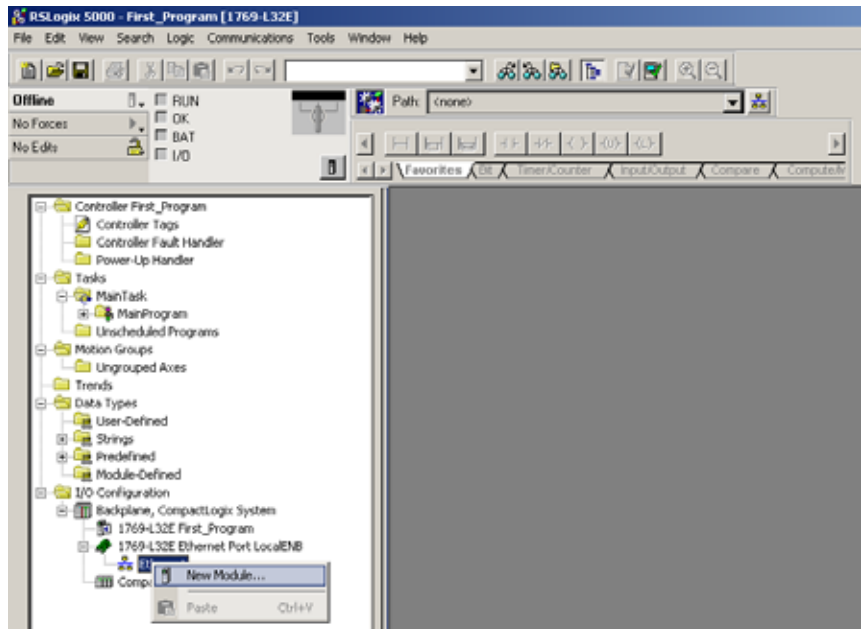 RSLogix 5000 - First_Program [1769-L32E]
File Edit View Search Logic Communications Tools Window Help
Offline
RUN
Path: <none>
No Forces
OK
No Edits
BAT
I/O
Favorites Bit Timer/Counter Input/Output Compare
Controller First_Program
Controller Tags
Controller Fault Handler
Power-Up Handler
Tasks
MainTask
MainProgram
Unscheduled Programs
Motion Groups
Ungrouped Axes
Trends
Data Types
User-Defined
Strings
Predefined
Module-Defined
I/O Configuration
Backplane, CompactLogix System
1769-L32E First_Program
1769-L32E Ethernet Port LocalENB
New Module...
Compa
Paste Ctrl+V